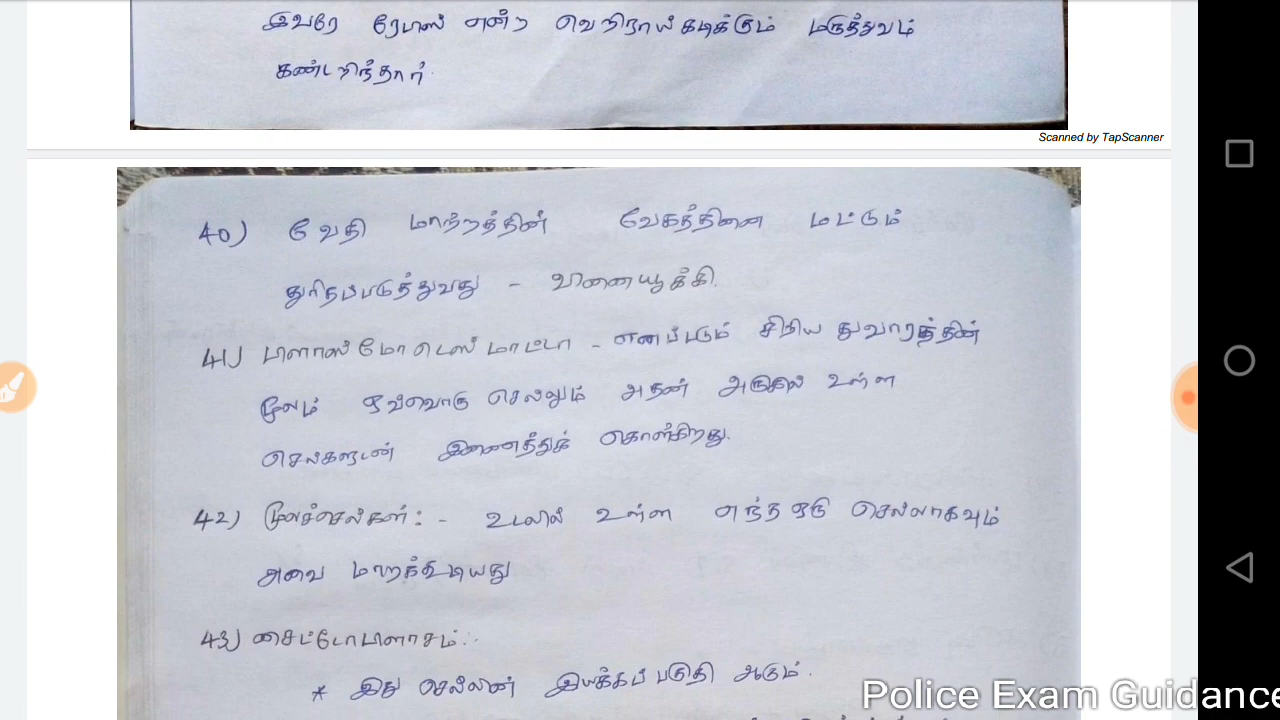 இவரே ரேபிஸ் என்ற வெறிநாய்கடிக்கும் மருத்துவம்
கண்டறிந்தார்.
Scanned by TapScanner
40) வேதி மாற்றத்தின் வேகத்தினை மட்டும்
துரிதப்படுத்துவது - வினையூக்கி.
41) பிளாஸ்மோடெஸ்மாட்டா - எனப்படும் சிறிய துவாரத்தின்
மூலம் ஒவ்வொரு செல்லும் அதன் அருகில் உள்ள
செல்களுடன் இணைத்துக் கொள்கிறது.
42) மூலச்செல்கள்: - உடலில் உள்ள எந்த ஒரு செல்லாகவும்
அவை மாறக்கூடியது
43) சைட்டோபிளாசம்:
* இது செல்லின் இயக்கப் பகுதி ஆகும்.
Police Exam Guidance